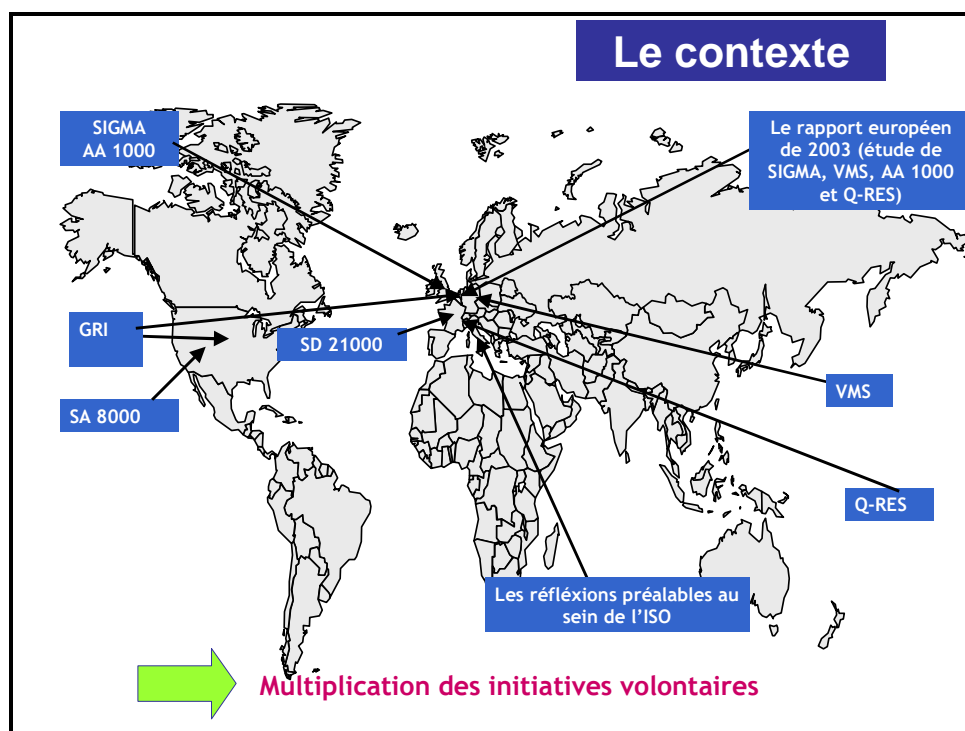 Le contexte
SIGMA
AA 1000
Le rapport européen
de 2003 (étude de
SIGMA, VMS, AA 1000
et Q-RES)
GRI
SD 21000
SA 8000
VMS
Q-RES
Les réfléxions préalables au
sein de l'ISO
Multiplication des initiatives volontaires